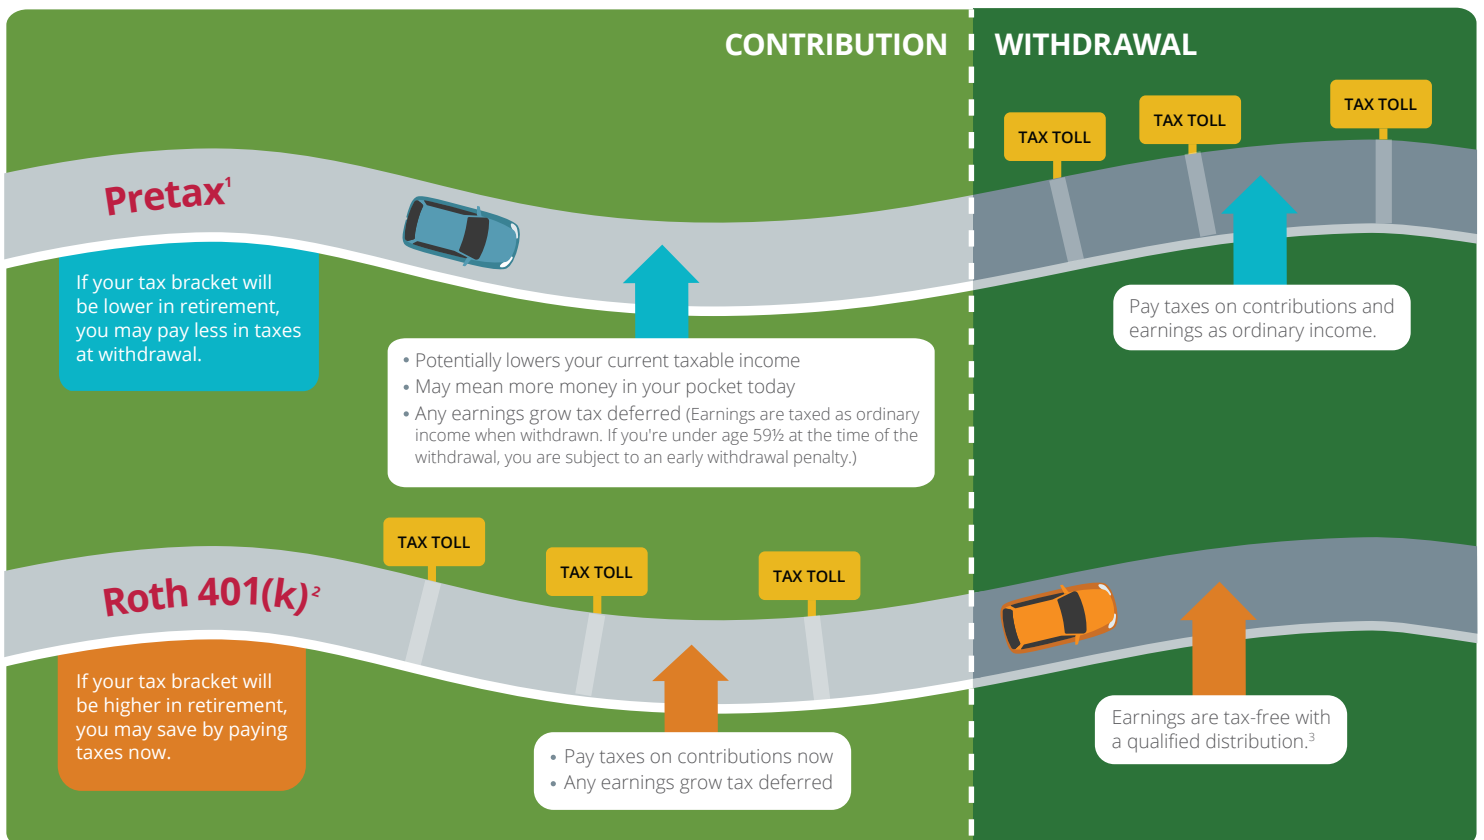 CONTRIBUTION
WITHDRAWAL
TAX TOLL
TAX TOLL
TAX TOLL
Pretax¹
If your tax bracket will
be lower in retirement,
you may pay less in taxes
at withdrawal.
• Potentially lowers your current taxable income
• May mean more money in your pocket today
• Any earnings grow tax deferred (Earnings are taxed as ordinary
income when withdrawn. If you're under age 59½ at the time of the
withdrawal, you are subject to an early withdrawal penalty.)
Pay taxes on contributions and
earnings as ordinary income.
TAX TOLL
TAX TOLL
TAX TOLL
Roth 401(k)²
If your tax bracket will
be higher in retirement,
you may save by paying
taxes now.
• Pay taxes on contributions now
• Any earnings grow tax deferred
Earnings are tax-free with
a qualified distribution.³